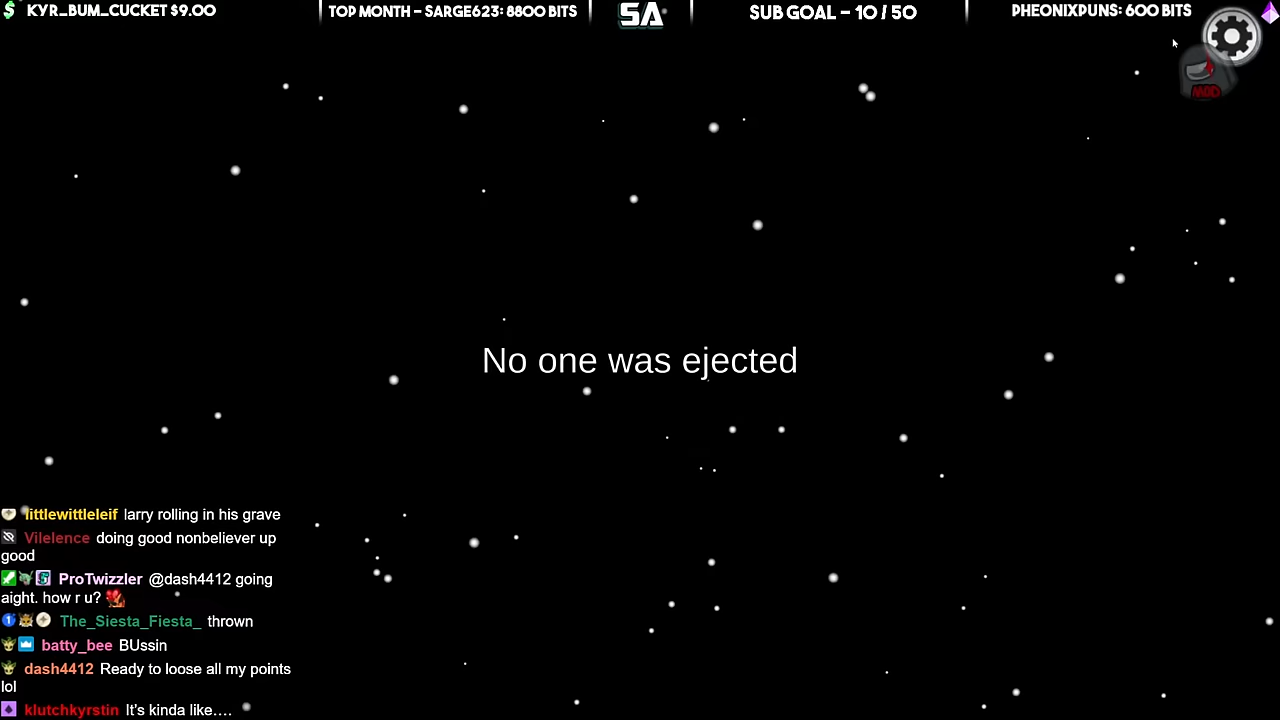 $ KYR_BUM_CUCKET $9.00
TOP MONTH - SARGE623: 8800 BITS
SA
SUB GOAL - 10 / 50
PHEONIXPUNS: 600 BITS
MOD
No one was ejected
littlewittleleif larry rolling in his grave
Vilelence doing good nonbeliever up
good
ProTwizzler @dash4412 going
aight. how r u?
1 The_Siesta_Fiesta_ thrown
batty_bee BUssin
dash4412 Ready to loose all my points
lol
klutchkyrstin It's kinda like….